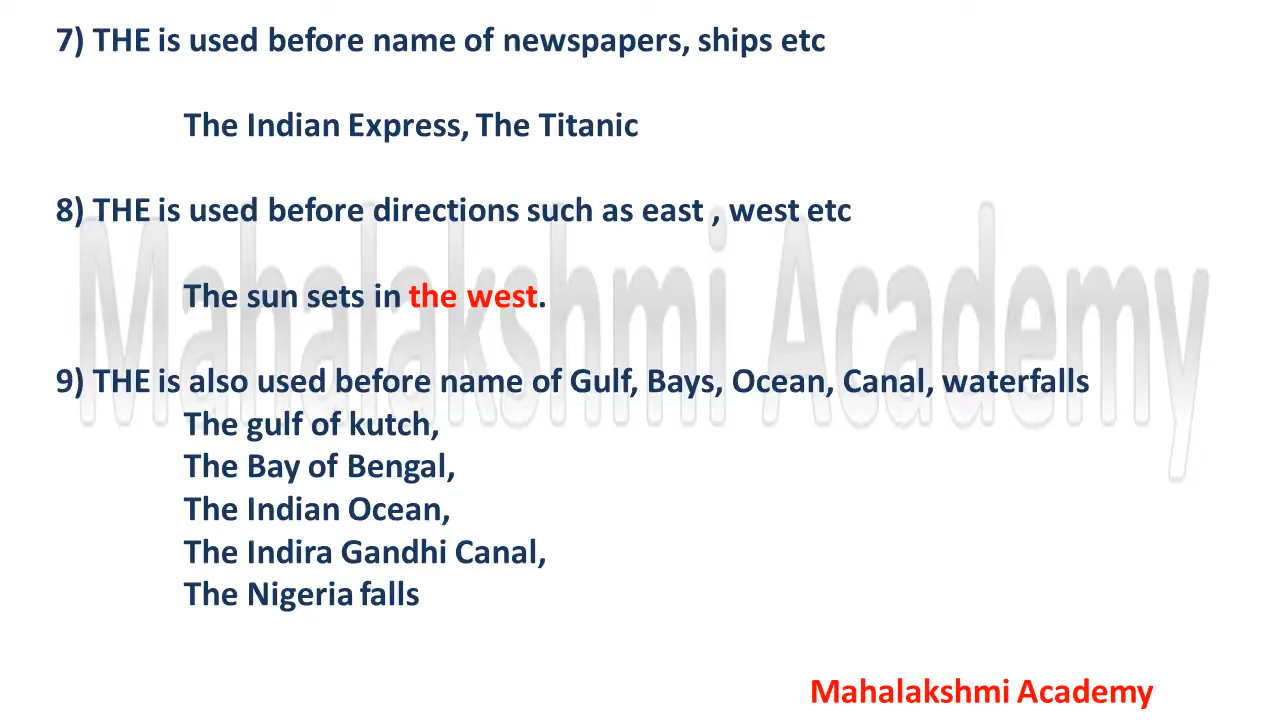 7) THE is used before name of newspapers, ships etc
The Indian Express, The Titanic
8) THE is used before directions such as east , west etc
The sun sets in the west.
9) THE is also used before name of Gulf, Bays, Ocean, Canal, waterfalls
The gulf of kutch,
The Bay of Bengal,
The Indian Ocean,
The Indira Gandhi Canal,
The Nigeria falls
Mahalakshmi Academy
Mahalakshmi Academy